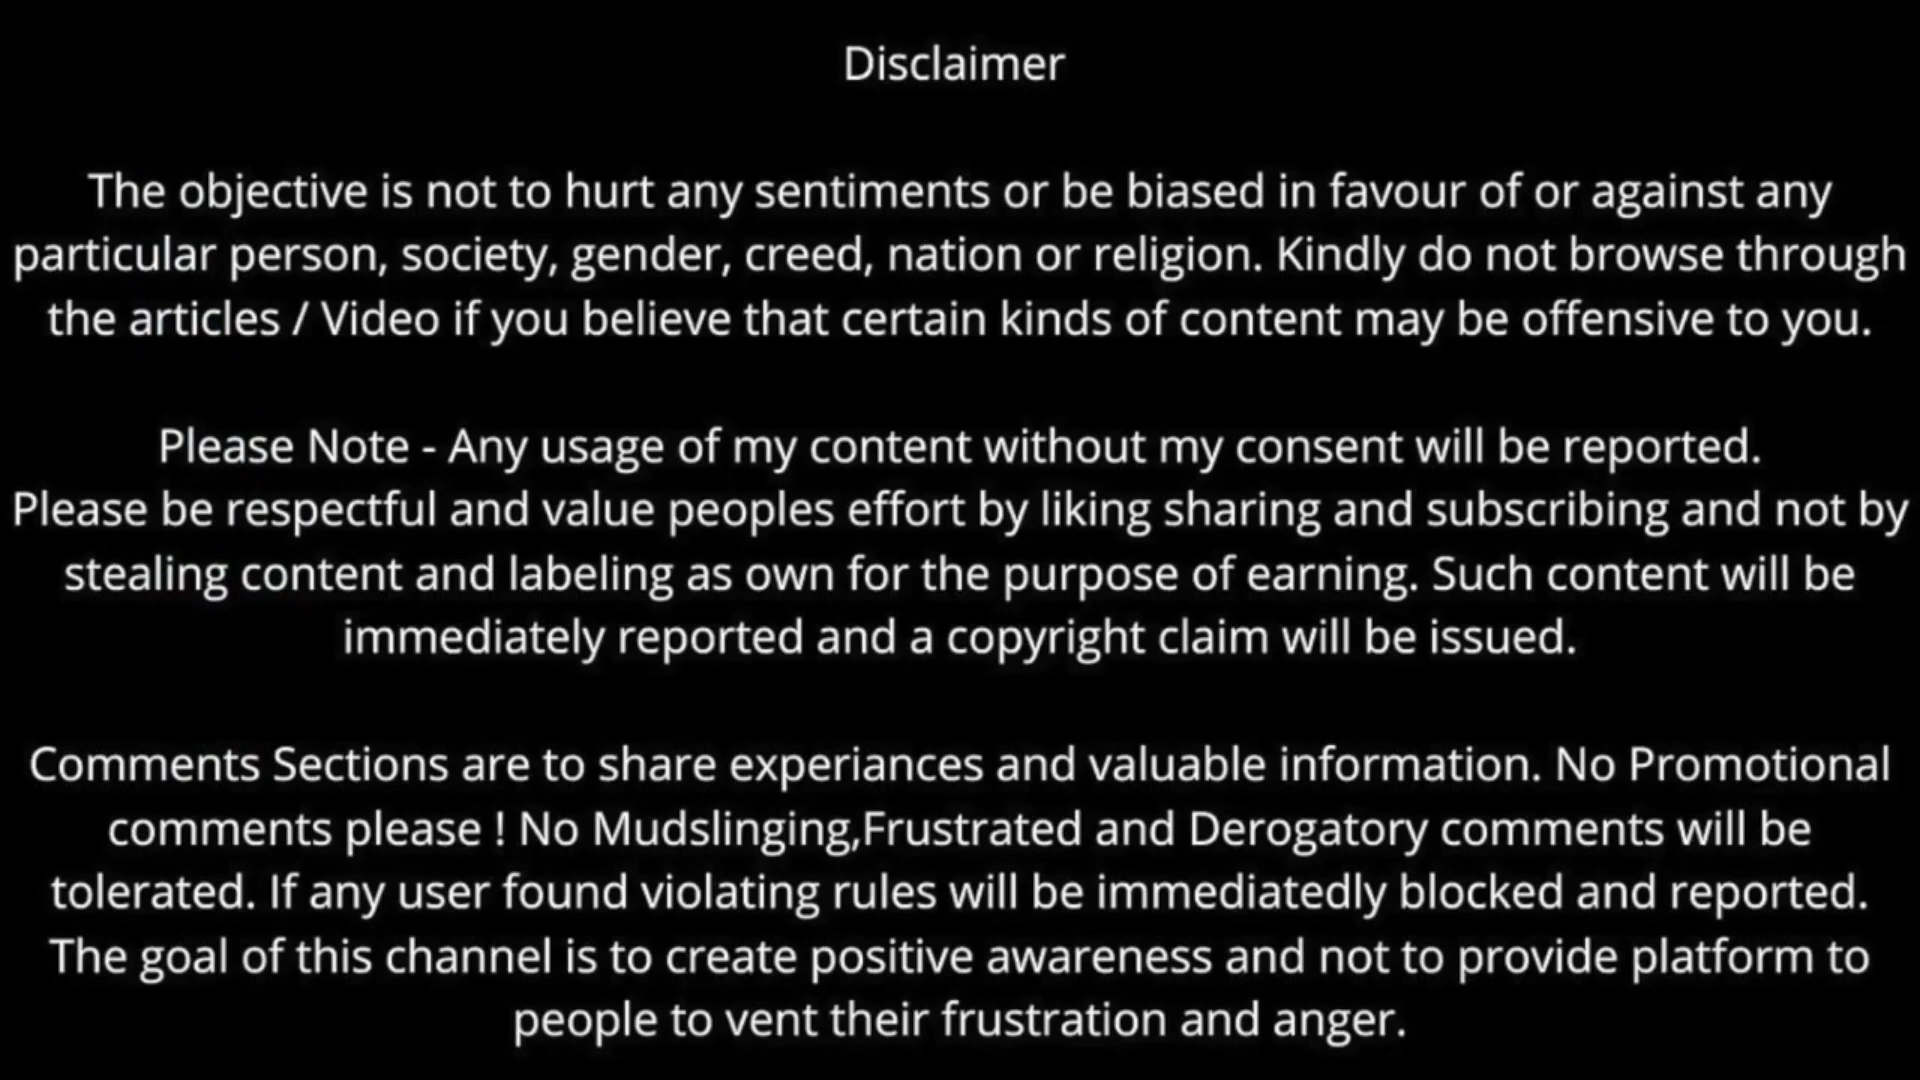 Disclaimer
The objective is not to hurt any sentiments or be biased in favour of or against any
particular person, society, gender, creed, nation or religion. Kindly do not browse through
the articles / Video if you believe that certain kinds of content may be offensive to you.
Please Note - Any usage of my content without my consent will be reported.
Please be respectful and value peoples effort by liking sharing and subscribing and not by
stealing content and labeling as own for the purpose of earning. Such content will be
immediately reported and a copyright claim will be issued.
Comments Sections are to share experiances and valuable information. No Promotional
comments please ! No Mudslinging,Frustrated and Derogatory comments will be
tolerated. If any user found violating rules will be immediatedly blocked and reported.
The goal of this channel is to create positive awareness and not to provide platform to
people to vent their frustration and anger.